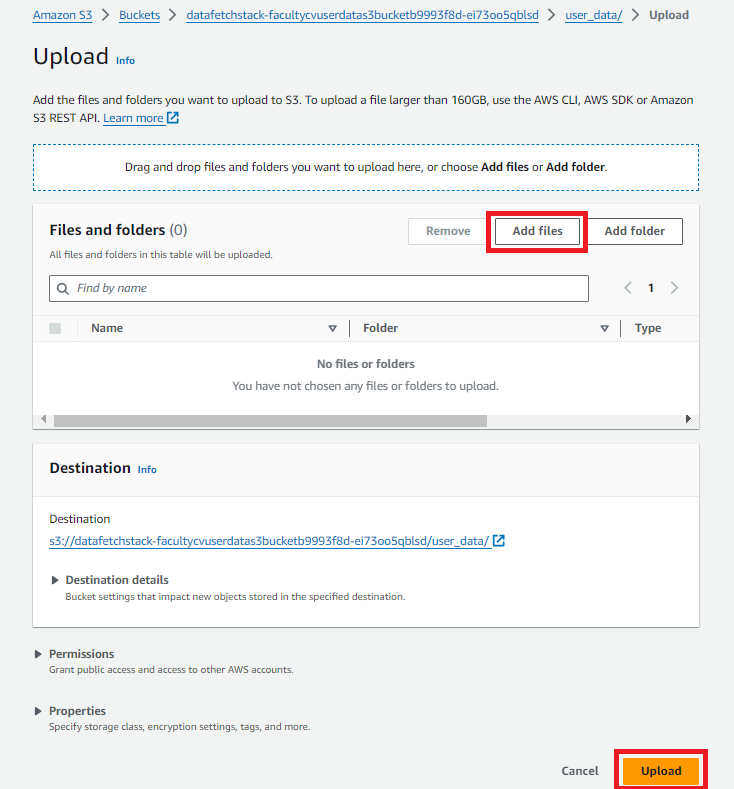 Amazon S3 > Buckets > datafetchstack-facultycvuserdatas3bucketb9993f8d-ei73oo5qblsd > user_data/ > Upload
Upload Info
Add the files and folders you want to upload to S3. To upload a file larger than 160GB, use the AWS CLI, AWS SDK or Amazon
S3 REST API. Learn more
Drag and drop files and folders you want to upload here, or choose Add files or Add folder.
Files and folders (0)
Remove
Add files
Add folder
All files and folders in this table will be uploaded.
Find by name
< 1 >
Name
Folder
Type
No files or folders
You have not chosen any files or folders to upload.
Destination Info
Destination
s3://datafetchstack-facultycvuserdatas3bucketb9993f8d-ei73oo5qblsd/user_data/
Destination details
Bucket settings that impact new objects stored in the specified destination.
Permissions
Grant public access and access to other AWS accounts.
Properties
Specify storage class, encryption settings, tags, and more.
Cancel
Upload